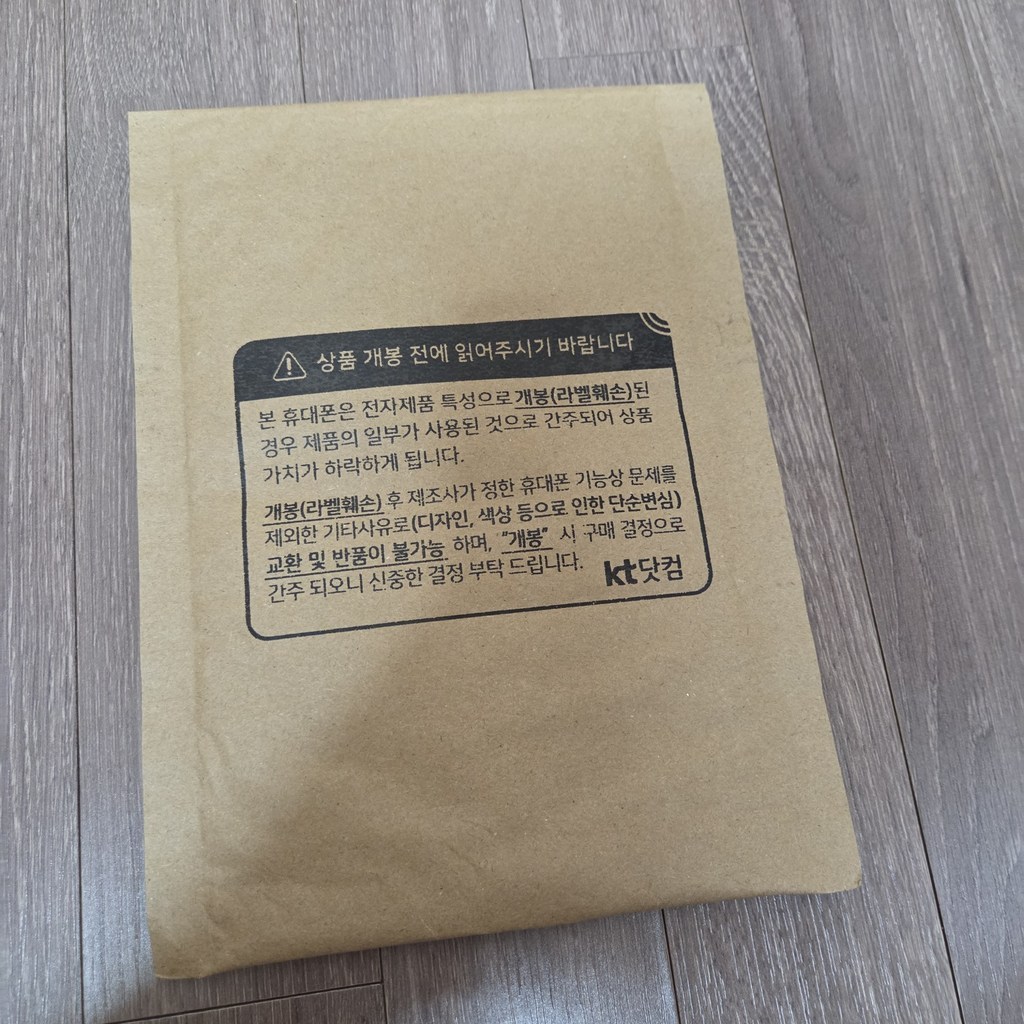 상품 개봉 전에 읽어주시기 바랍니다
본 휴대폰은 전자제품 특성으로 개봉(라벨훼손)된
경우 제품의 일부가 사용된 것으로 간주되어 상품
가치가 하락하게 됩니다.
개봉(라벨훼손) 후 제조사가 정한 휴대폰 기능상 문제를
제외한 기타사유로(디자인, 색상 등으로 인한 단순변심)
교환 및 반품이 불가능 하며, "개봉" 시 구매 결정으로
간주 되오니 신중한 결정 부탁 드립니다.
kt닷컴